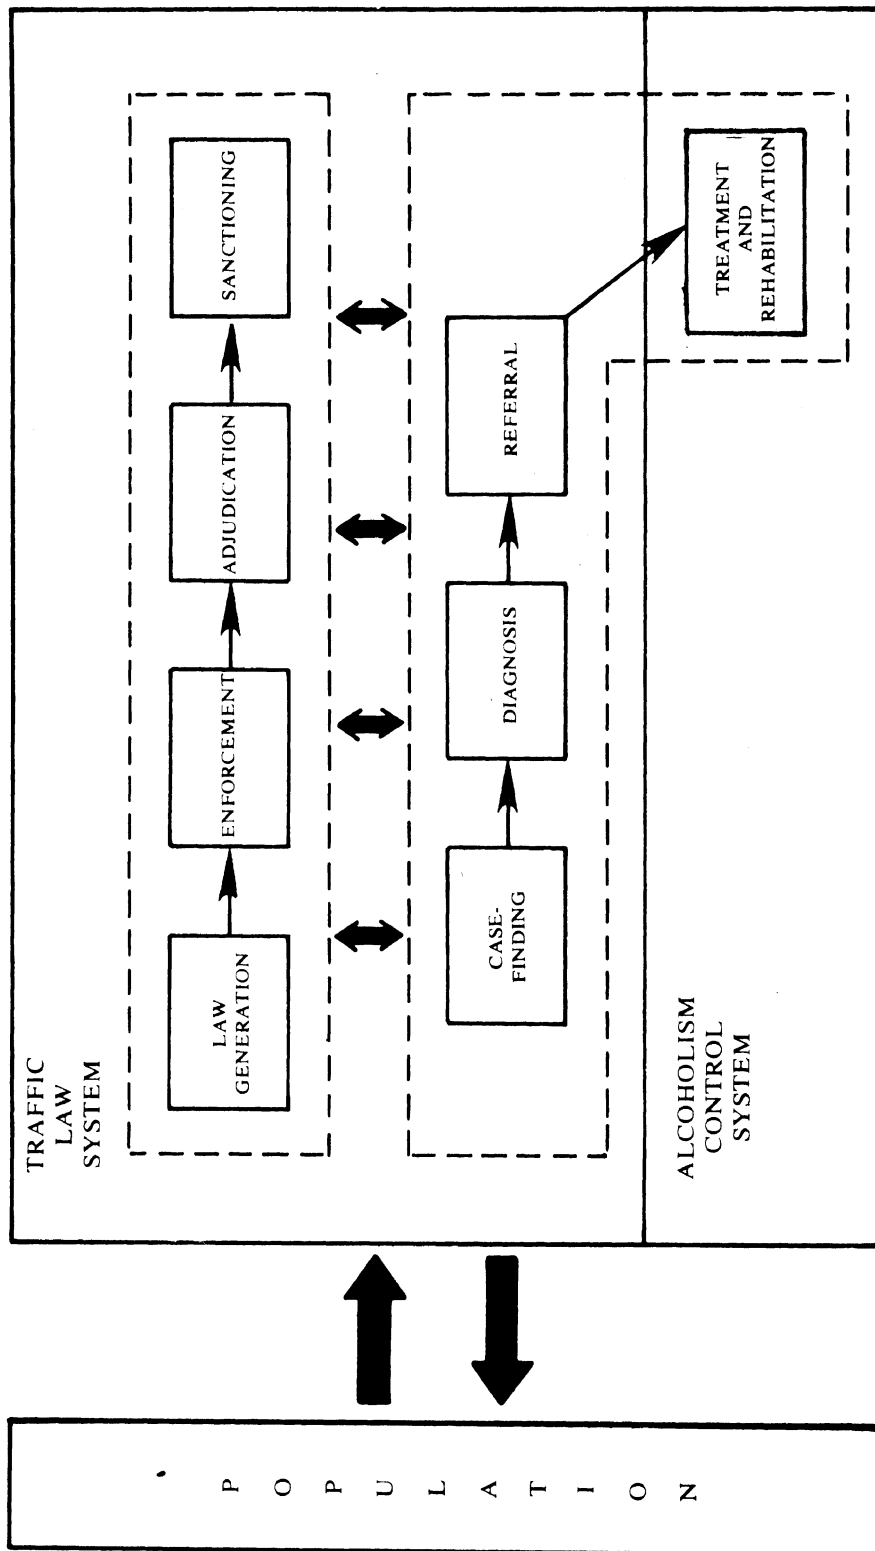 TRAFFIC
LAW
SYSTEM
LAW
GENERATION
ENFORCEMENT
ADJUDICATION
SANCTIONING
CASE-
FINDING
DIAGNOSIS
REFERRAL
TREATMENT
AND
REHABILITATION
ALCOHOLISM
CONTROL
SYSTEM
P O P U L A T I O N